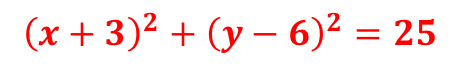 (x + 3)² + (y − 6)² = 25